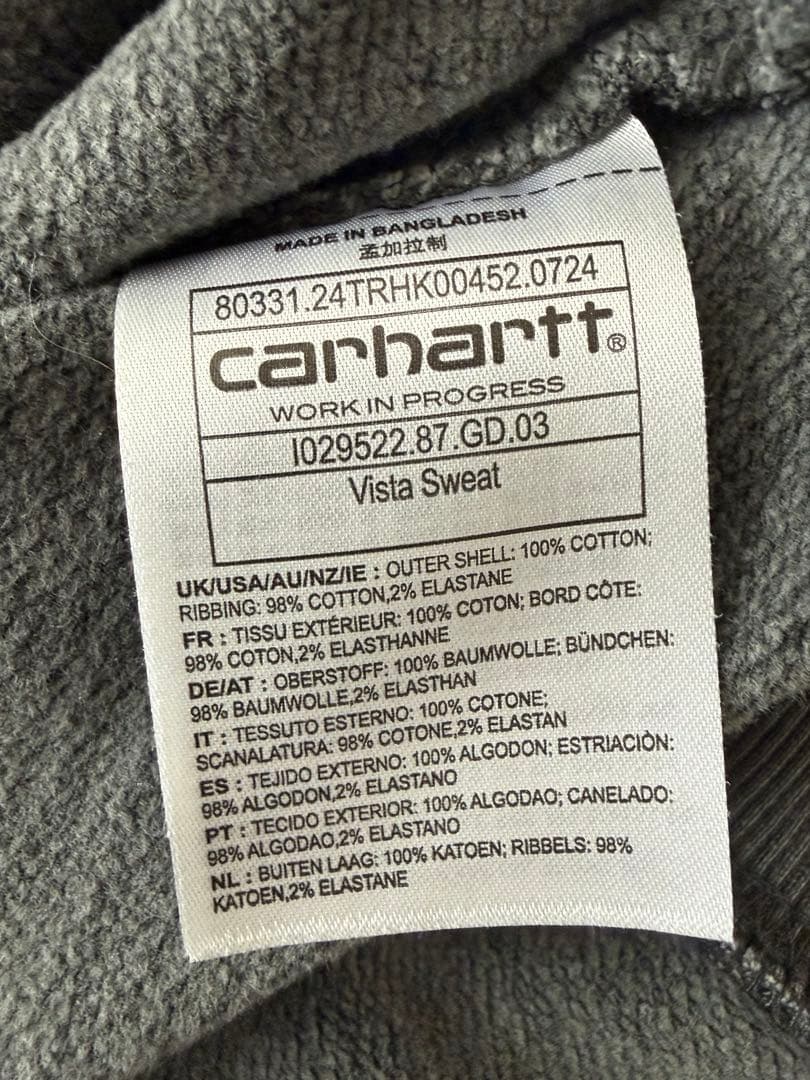 MADE IN BANGLADESH
孟加拉制
80331.24TRHK00452.0724
carhartt®
WORK IN PROGRESS
I029522.87.GD.03
Vista Sweat
UK/USA/AU/NZ/IE : OUTER SHELL: 100% COTTON;
RIBBING: 98% COTTON,2% ELASTANE
FR : TISSU EXTÉRIEUR: 100% COTON; BORD CÔTE:
98% COTON,2% ELASTHANNE
DE/AT : OBERSTOFF: 100% BAUMWOLLE; BÜNDCHEN:
98% BAUMWOLLE,2% ELASTHAN
IT : TESSUTO ESTERNO: 100% COTONE;
SCANALATURA: 98% COTONE,2% ELASTAN
ES : TEJIDO EXTERNO: 100% ALGODON; ESTRIACIÒN:
98% ALGODON,2% ELASTANO
PT : TECIDO EXTERIOR: 100% ALGODAO; CANELADO:
98% ALGODAO,2% ELASTANO
NL : BUITEN LAAG: 100% KATOEN; RIBBELS: 98%
KATOEN,2% ELASTANE